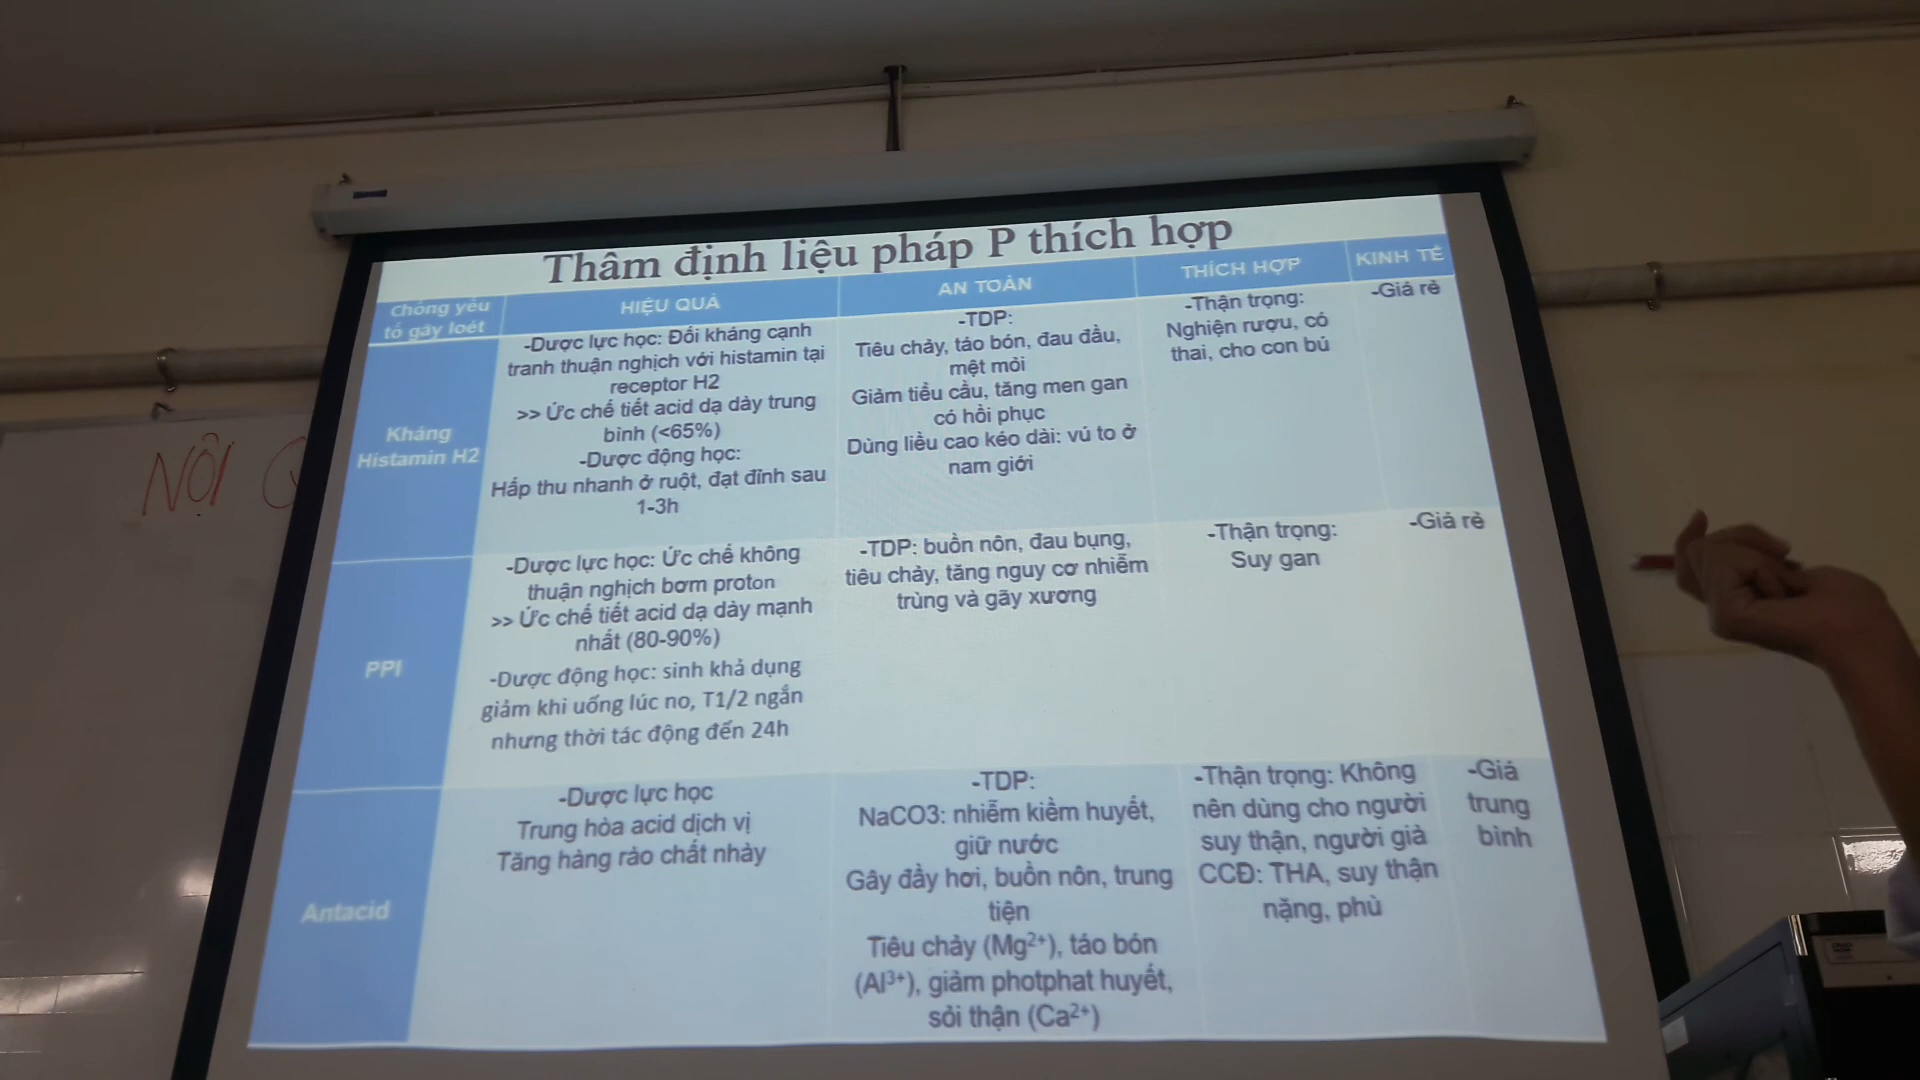 Thẩm định liệu pháp P thích hợp
Chống yếu
tố gây loét
HIỆU QUẢ
AN TOÀN
THÍCH HỢP
KINH TẾ
Kháng
Histamin H2
-Dược lực học: Đối kháng cạnh
tranh thuận nghịch với histamin tại
receptor H2
>> Ức chế tiết acid dạ dày trung
bình (<65%)
-Dược động học:
Hấp thu nhanh ở ruột, đạt đỉnh sau
1-3h
-TDP:
Tiêu chảy, táo bón, đau đầu,
mệt mỏi
Giảm tiểu cầu, tăng men gan
có hồi phục
Dùng liều cao kéo dài: vú to ở
nam giới
-Thận trọng:
Nghiện rượu, có
thai, cho con bú
-Giá rẻ
PPI
-Dược lực học: Ức chế không
thuận nghịch bơm proton
>> Ức chế tiết acid dạ dày mạnh
nhất (80-90%)
-Dược động học: sinh khả dụng
giảm khi uống lúc no, T1/2 ngắn
nhưng thời tác động đến 24h
-TDP: buồn nôn, đau bụng,
tiêu chảy, tăng nguy cơ nhiễm
trùng và gãy xương
-Thận trọng:
Suy gan
-Giá rẻ
Antacid
-Dược lực học
Trung hòa acid dịch vị
Tăng hàng rào chất nhày
-TDP:
NaCO3: nhiễm kiềm huyết,
giữ nước
Gây đầy hơi, buồn nôn, trung
tiện
Tiêu chảy (Mg²⁺), táo bón
(Al³⁺), giảm photphat huyết,
sỏi thận (Ca²⁺)
-Thận trọng: Không
nên dùng cho người
suy thận, người già
CCĐ: THA, suy thận
nặng, phù
-Giá
trung
bình
NỘI